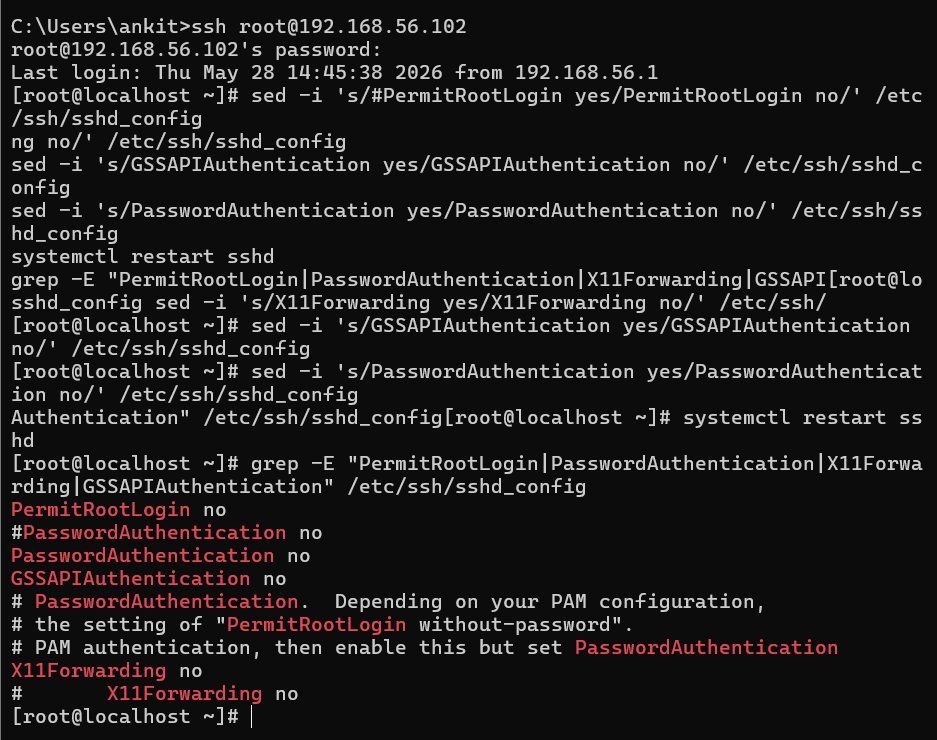 C:\Users\ankit>ssh root@192.168.56.102
root@192.168.56.102's password:
Last login: Thu May 28 14:45:38 2026 from 192.168.56.1
[root@localhost ~]# sed -i 's/#PermitRootLogin yes/PermitRootLogin no/' /etc
/ssh/sshd_config
ng no/' /etc/ssh/sshd_config
sed -i 's/GSSAPIAuthentication yes/GSSAPIAuthentication no/' /etc/ssh/sshd_c
onfig
sed -i 's/PasswordAuthentication yes/PasswordAuthentication no/' /etc/ssh/ss
hd_config
systemctl restart sshd
grep -E "PermitRootLogin|PasswordAuthentication|X11Forwarding|GSSAPI[root@lo
sshd_config sed -i 's/X11Forwarding yes/X11Forwarding no/' /etc/ssh/
[root@localhost ~]# sed -i 's/GSSAPIAuthentication yes/GSSAPIAuthentication
no/' /etc/ssh/sshd_config
[root@localhost ~]# sed -i 's/PasswordAuthentication yes/PasswordAuthenticat
ion no/' /etc/ssh/sshd_config
Authentication" /etc/ssh/sshd_config[root@localhost ~]# systemctl restart ss
hd
[root@localhost ~]# grep -E "PermitRootLogin|PasswordAuthentication|X11Forwa
rding|GSSAPIAuthentication" /etc/ssh/sshd_config
PermitRootLogin no
#PasswordAuthentication no
PasswordAuthentication no
GSSAPIAuthentication no
# PasswordAuthentication.  Depending on your PAM configuration,
# the setting of "PermitRootLogin without-password".
# PAM authentication, then enable this but set PasswordAuthentication
X11Forwarding no
#       X11Forwarding no
[root@localhost ~]#